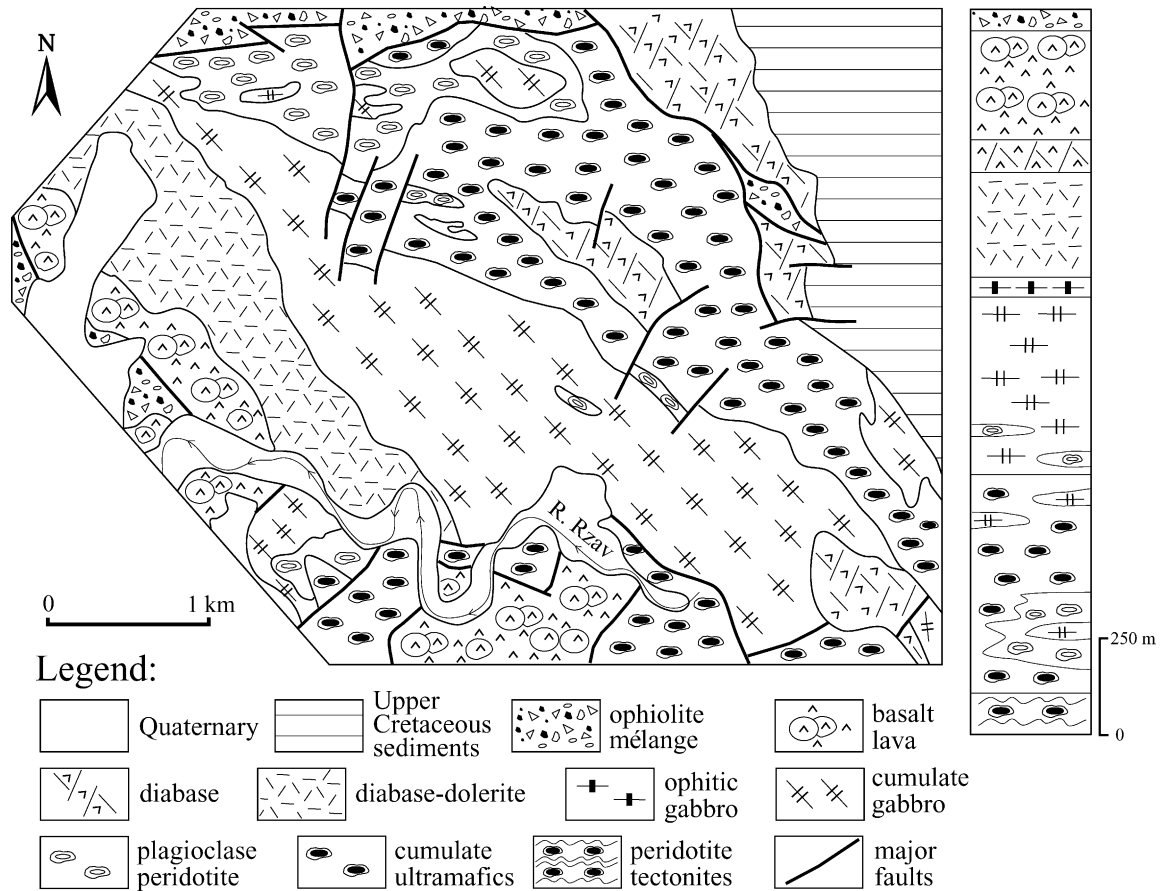 N
R. Rzav
0
1 km
250 m
0
Legend:
Quaternary
Upper
Cretaceous
sediments
ophiolite
mélange
basalt
lava
diabase
diabase-dolerite
ophitic
gabbro
cumulate
gabbro
plagioclase
peridotite
cumulate
ultramafics
peridotite
tectonites
major
faults